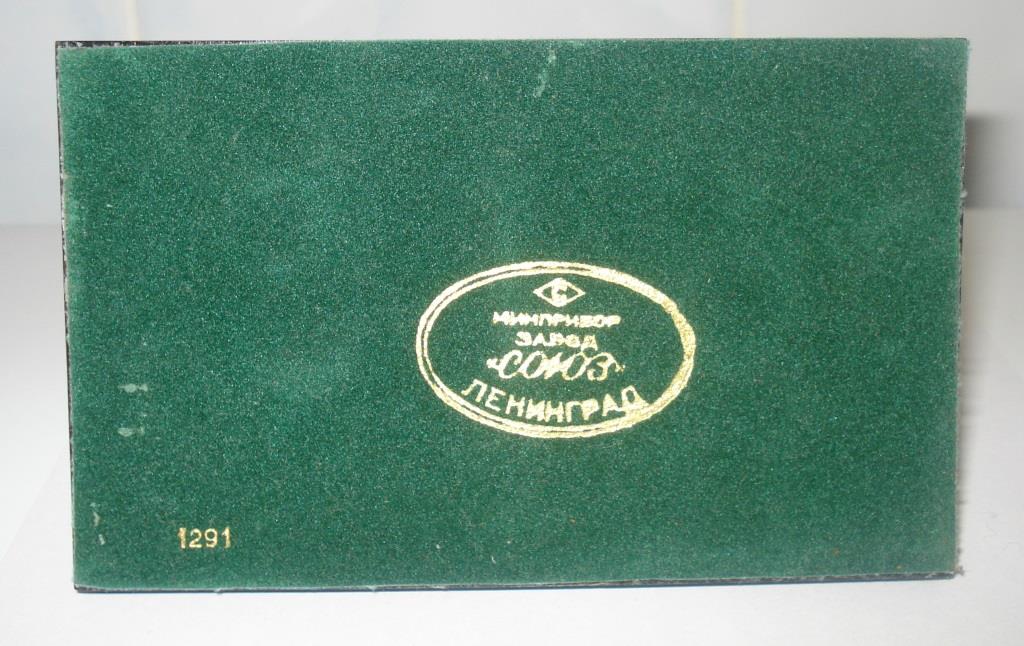 С
МИНПРИБОР
ЗАВОД
«СОЮЗ»
ЛЕНИНГРАД
1291